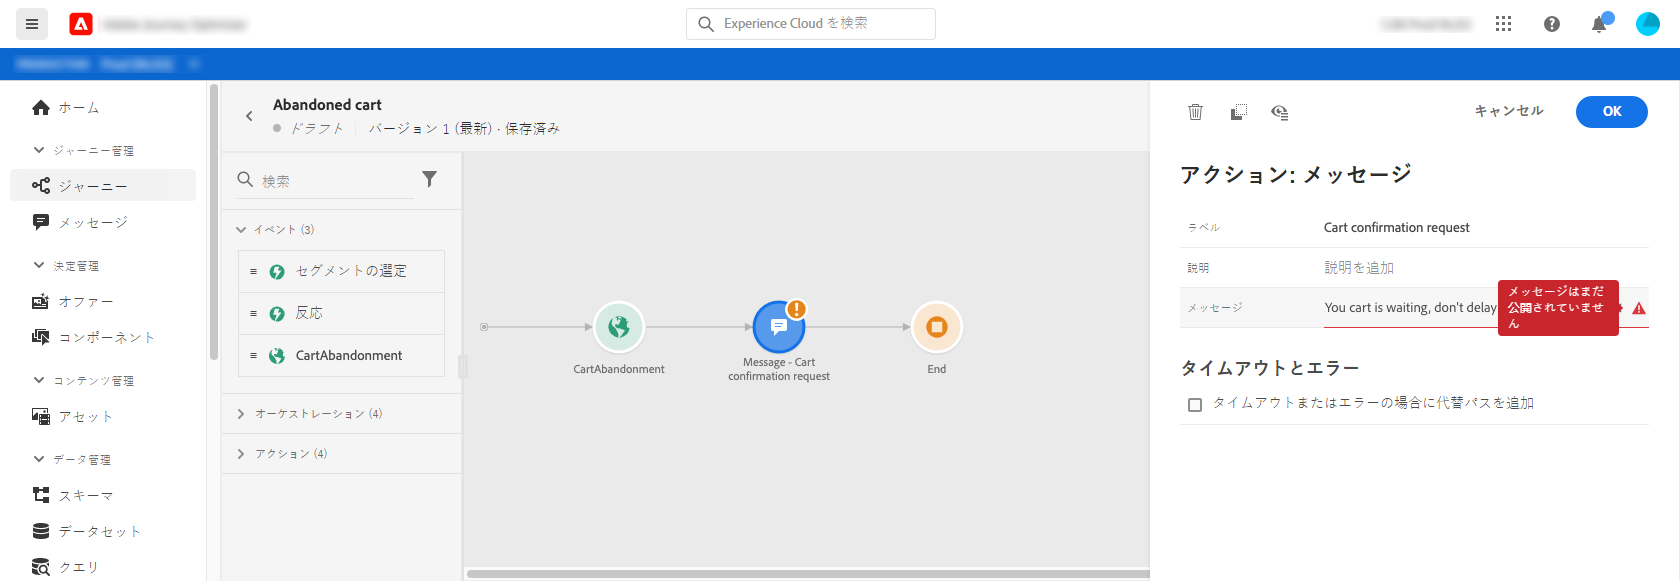 Experience Cloud を検索
ホーム
ジャーニー管理
ジャーニー
メッセージ
決定管理
オファー
コンポーネント
コンテンツ管理
アセット
データ管理
スキーマ
データセット
クエリ
Abandoned cart
ドラフト
バージョン 1 (最新) · 保存済み
検索
イベント (3)
セグメントの選定
反応
CartAbandonment
オーケストレーション (4)
アクション (4)
CartAbandonment
Message - Cart
confirmation request
End
キャンセル
OK
アクション: メッセージ
ラベル
Cart confirmation request
説明
説明を追加
メッセージ
You cart is waiting, don't delay
メッセージはまだ
公開されていませ
ん
タイムアウトとエラー
タイムアウトまたはエラーの場合に代替パスを追加